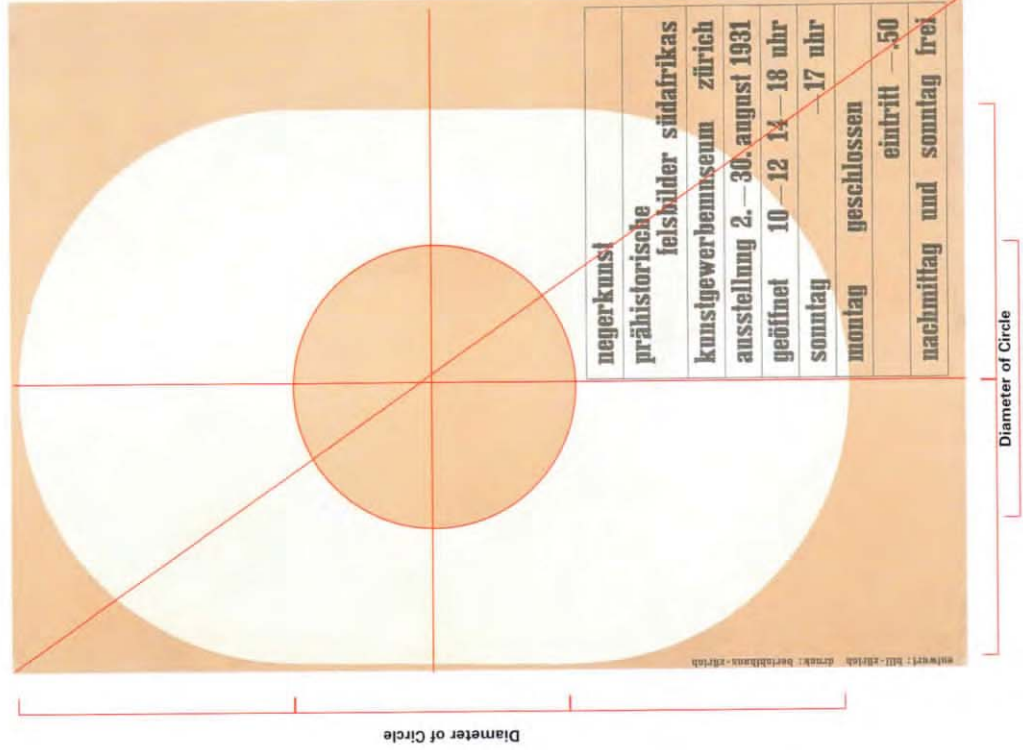 negerkunst
prähistorische
felsbilder südafrikas
kunstgewerbemuseum zürich
ausstellung 2.–30. august 1931
geöffnet 10–12 14–18 uhr
sonntag –17 uhr
montag geschlossen
eintritt –.50
nachmittag und sonntag frei
entwurf: bill-zürich druck: berichthaus-zürich
Diameter of Circle
Diameter of Circle